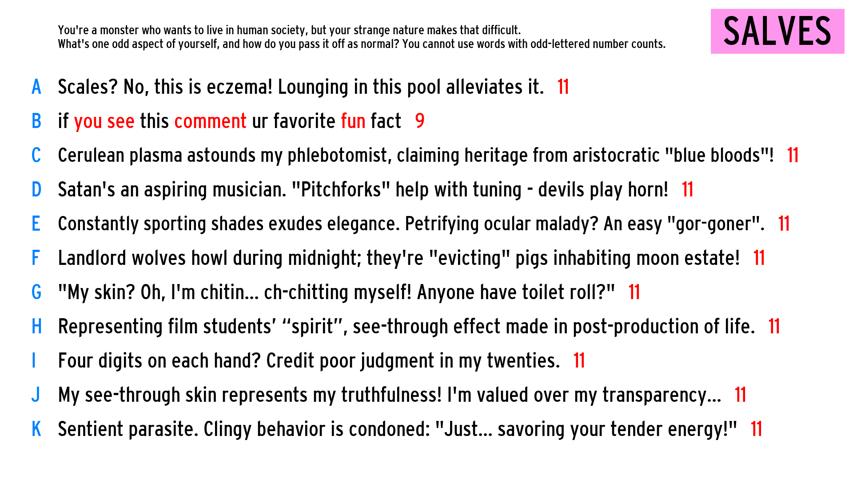 You're a monster who wants to live in human society, but your strange nature makes that difficult.
What's one odd aspect of yourself, and how do you pass it off as normal? You cannot use words with odd-lettered number counts.
SALVES
A Scales? No, this is eczema! Lounging in this pool alleviates it. 11
B if you see this comment ur favorite fun fact 9
C Cerulean plasma astounds my phlebotomist, claiming heritage from aristocratic "blue bloods"! 11
D Satan's an aspiring musician. "Pitchforks" help with tuning - devils play horn! 11
E Constantly sporting shades exudes elegance. Petrifying ocular malady? An easy "gor-goner". 11
F Landlord wolves howl during midnight; they're "evicting" pigs inhabiting moon estate! 11
G "My skin? Oh, I'm chitin... ch-chitting myself! Anyone have toilet roll?" 11
H Representing film students’ “spirit”, see-through effect made in post-production of life. 11
I Four digits on each hand? Credit poor judgment in my twenties. 11
J My see-through skin represents my truthfulness! I'm valued over my transparency... 11
K Sentient parasite. Clingy behavior is condoned: "Just... savoring your tender energy!" 11